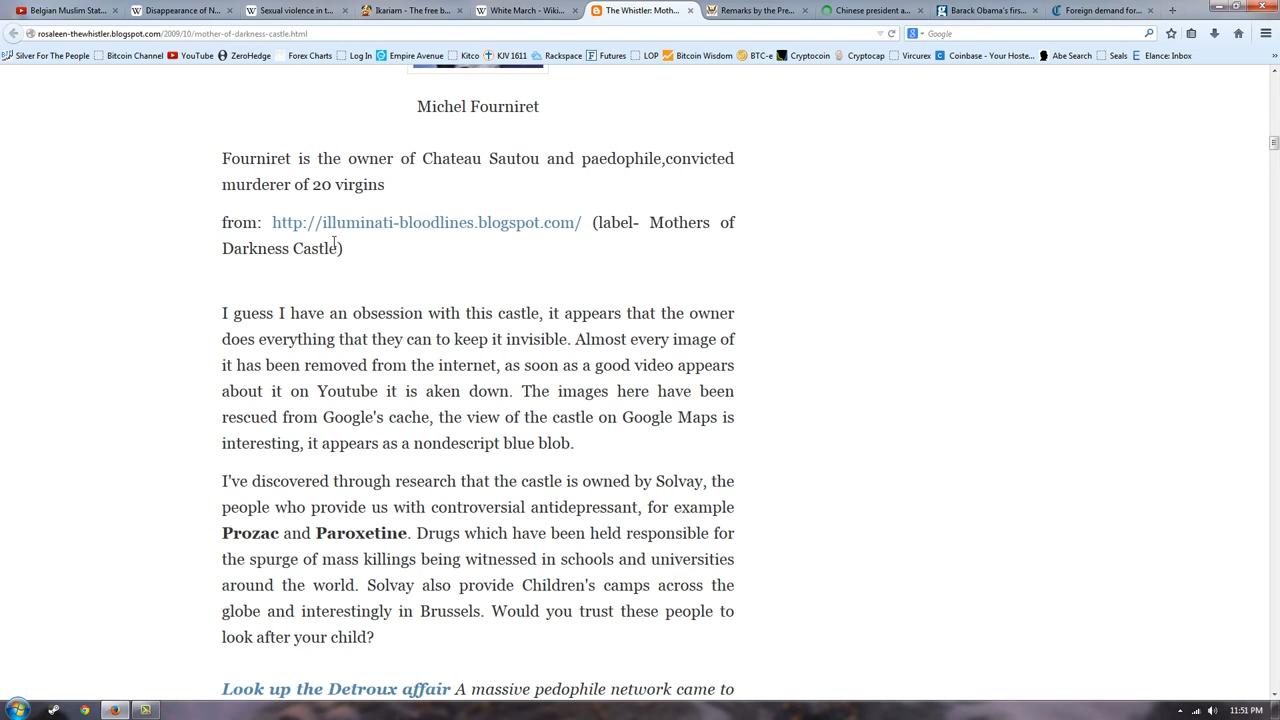 Belgian Muslim Stat...
Disappearance of N...
Sexual violence in t...
Ikariam - The free b...
White March - Wiki...
The Whistler: Moth...
Remarks by the Pre...
Chinese president a...
Barack Obama's first...
Foreign demand for...
rosaleen-thewhistler.blogspot.com/2009/10/mother-of-darkness-castle.html
Google
Silver For The People
Bitcoin Channel
YouTube
ZeroHedge
Forex Charts
Log In
Empire Avenue
Kitco
KJV 1611
Rackspace
Futures
LOP
Bitcoin Wisdom
BTC-e
Cryptocoin
Cryptocap
Vircurex
Coinbase - Your Hoste...
Abe Search
Seals
Elance: Inbox
Michel Fourniret
Fourniret is the owner of Chateau Sautou and paedophile,convicted
murderer of 20 virgins
from: http://illuminati-bloodlines.blogspot.com/ (label- Mothers of
Darkness Castle)
I guess I have an obsession with this castle, it appears that the owner
does everything that they can to keep it invisible. Almost every image of
it has been removed from the internet, as soon as a good video appears
about it on Youtube it is aken down. The images here have been
rescued from Google's cache, the view of the castle on Google Maps is
interesting, it appears as a nondescript blue blob.
I've discovered through research that the castle is owned by Solvay, the
people who provide us with controversial antidepressant, for example
Prozac and Paroxetine. Drugs which have been held responsible for
the spurge of mass killings being witnessed in schools and universities
around the world. Solvay also provide Children's camps across the
globe and interestingly in Brussels. Would you trust these people to
look after your child?
Look up the Detroux affair A massive pedophile network came to
11:51 PM